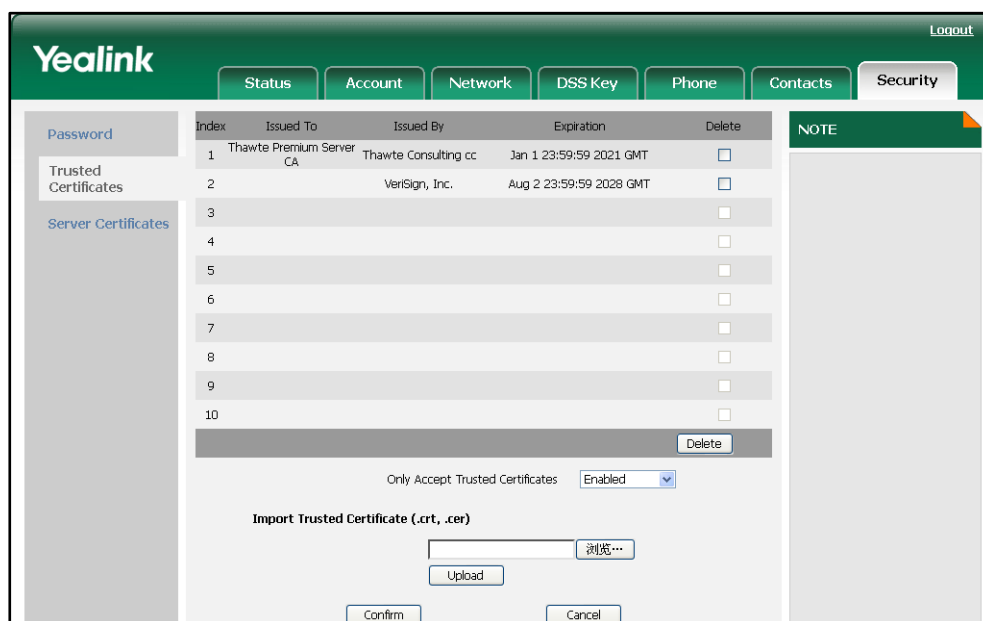 Logout
Yealink
Status Account Network DSS Key Phone Contacts Security
Password
Trusted
Certificates
Server Certificates
Index Issued To Issued By Expiration Delete
1 Thawte Premium Server CA Thawte Consulting cc Jan 1 23:59:59 2021 GMT
2 VeriSign, Inc. Aug 2 23:59:59 2028 GMT
3
4
5
6
7
8
9
10
Delete
Only Accept Trusted Certificates Enabled
Import Trusted Certificate (.crt, .cer)
浏览…
Upload
Confirm Cancel
NOTE